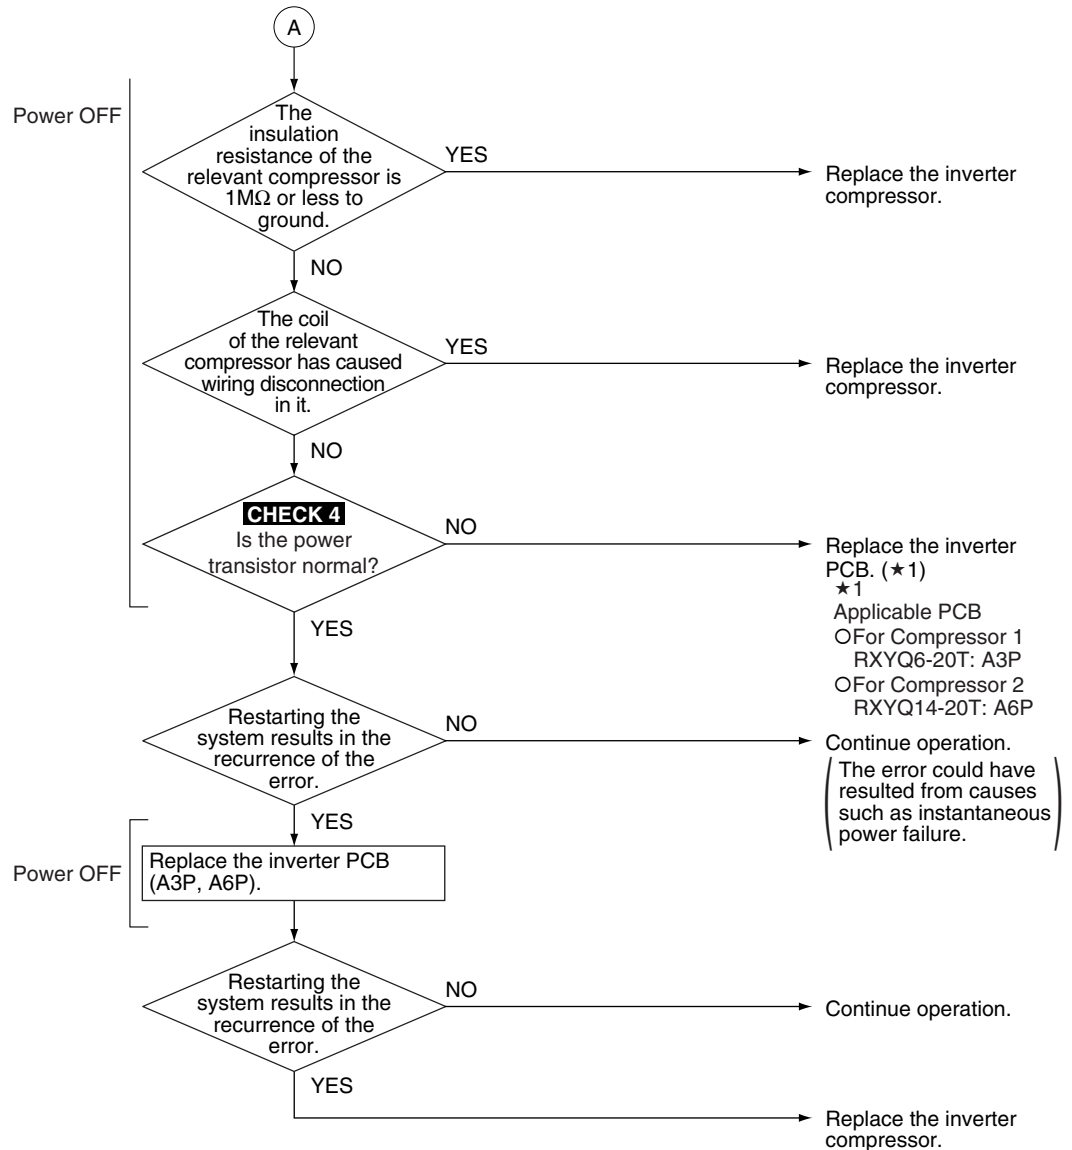 A
Power OFF
The
insulation
resistance of the
relevant compressor is
1MΩ or less to
ground.
YES
Replace the inverter
compressor.
NO
The coil
of the relevant
compressor has caused
wiring disconnection
in it.
YES
Replace the inverter
compressor.
NO
CHECK 4
Is the power
transistor normal?
NO
Replace the inverter
PCB. (★1)
★1
Applicable PCB
○For Compressor 1
RXYQ6-20T: A3P
○For Compressor 2
RXYQ14-20T: A6P
YES
Restarting the
system results in the
recurrence of the
error.
NO
Continue operation.
(The error could have
resulted from causes
such as instantaneous
power failure.)
YES
Power OFF
Replace the inverter PCB
(A3P, A6P).
Restarting the
system results in the
recurrence of the
error.
NO
Continue operation.
YES
Replace the inverter
compressor.